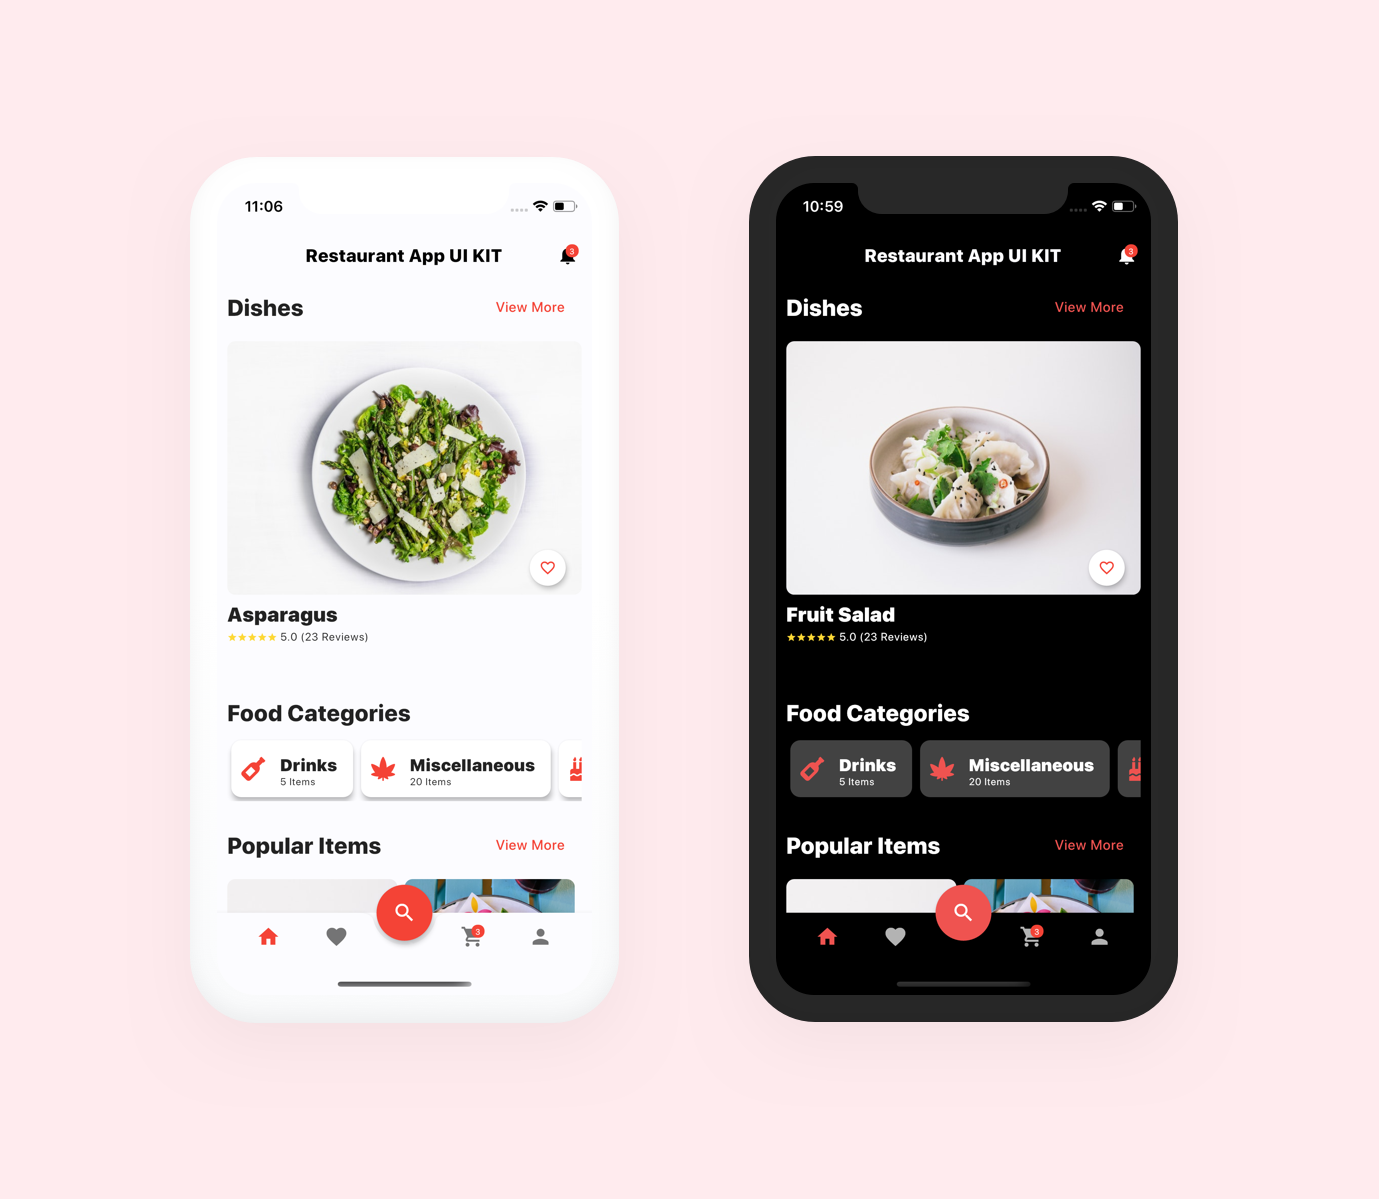 11:06
Restaurant App UI KIT
3
Dishes
View More
Asparagus
5.0 (23 Reviews)
Food Categories
Drinks
5 Items
Miscellaneous
20 Items
Popular Items
View More
3
10:59
Restaurant App UI KIT
3
Dishes
View More
Fruit Salad
5.0 (23 Reviews)
Food Categories
Drinks
5 Items
Miscellaneous
20 Items
Popular Items
View More
3